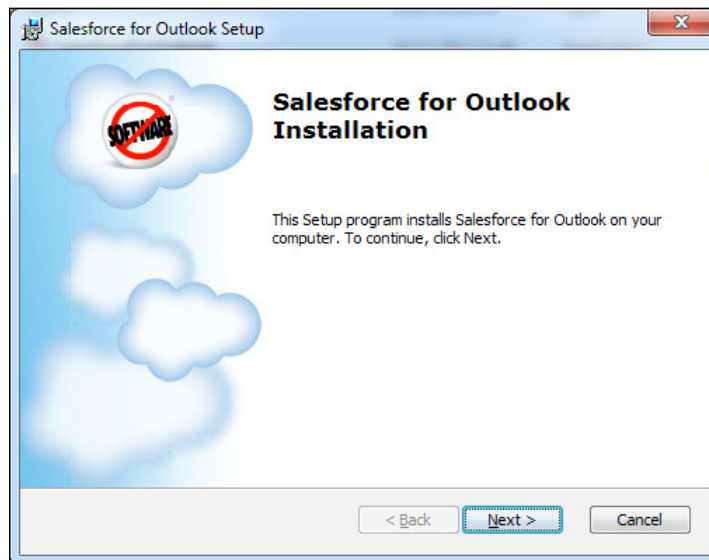 Salesforce for Outlook Setup
SOFTWARE
Salesforce for Outlook
Installation
This Setup program installs Salesforce for Outlook on your
computer. To continue, click Next.
< Back
Next >
Cancel